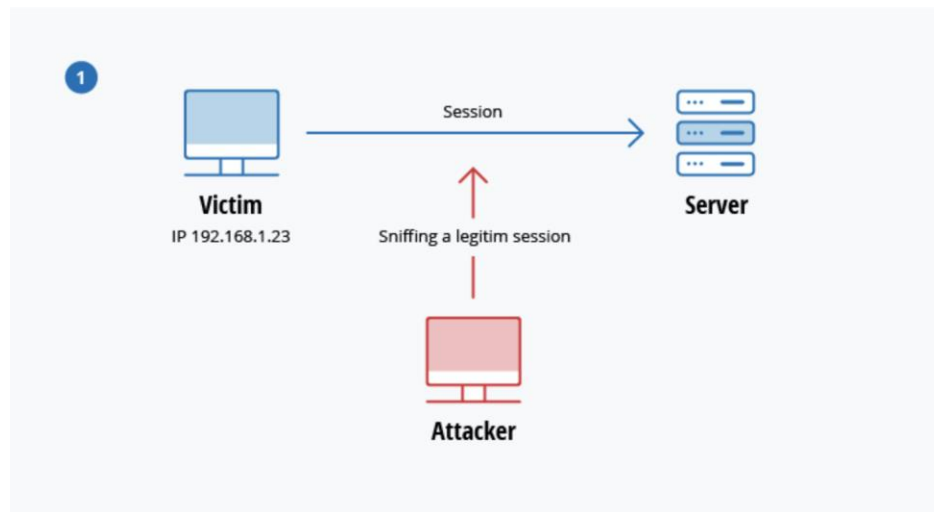 1
Session
Victim
IP 192.168.1.23
Server
Sniffing a legitim session
Attacker